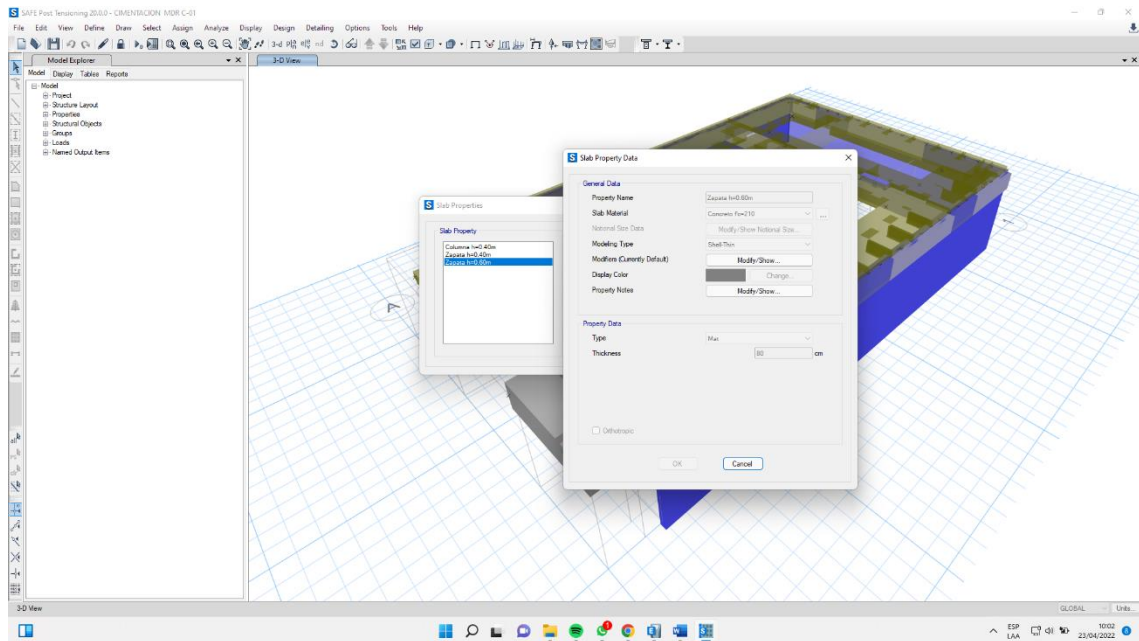 SAFE Post Tensioning 20.0.0 - CIMENTACION MDR C-01
File Edit View Define Draw Select Assign Analyze Display Design Detailing Options Tools Help
Model Explorer
3-D View
Model Display Tables Reports
Model
Project
Structure Layout
Properties
Structural Objects
Groups
Loads
Named Output Items
Slab Properties
Slab Property
Columna h=0.40m
Zapata h=0.40m
Zapata h=0.60m
Slab Property Data
General Data
Property Name
Slab Material Concreto Fc=210 ...
Notional Size Data Modify/Show Notional Size...
Modeling Type Shell-Thin
Modifiers (Currently Default) Modify/Show...
Display Color Change...
Property Notes Modify/Show...
Property Data
Type Mat
Thickness cm
Orthotropic
OK Cancel
A
3-D View
GLOBAL Units...
ESP
LAA
10:02
23/04/2022